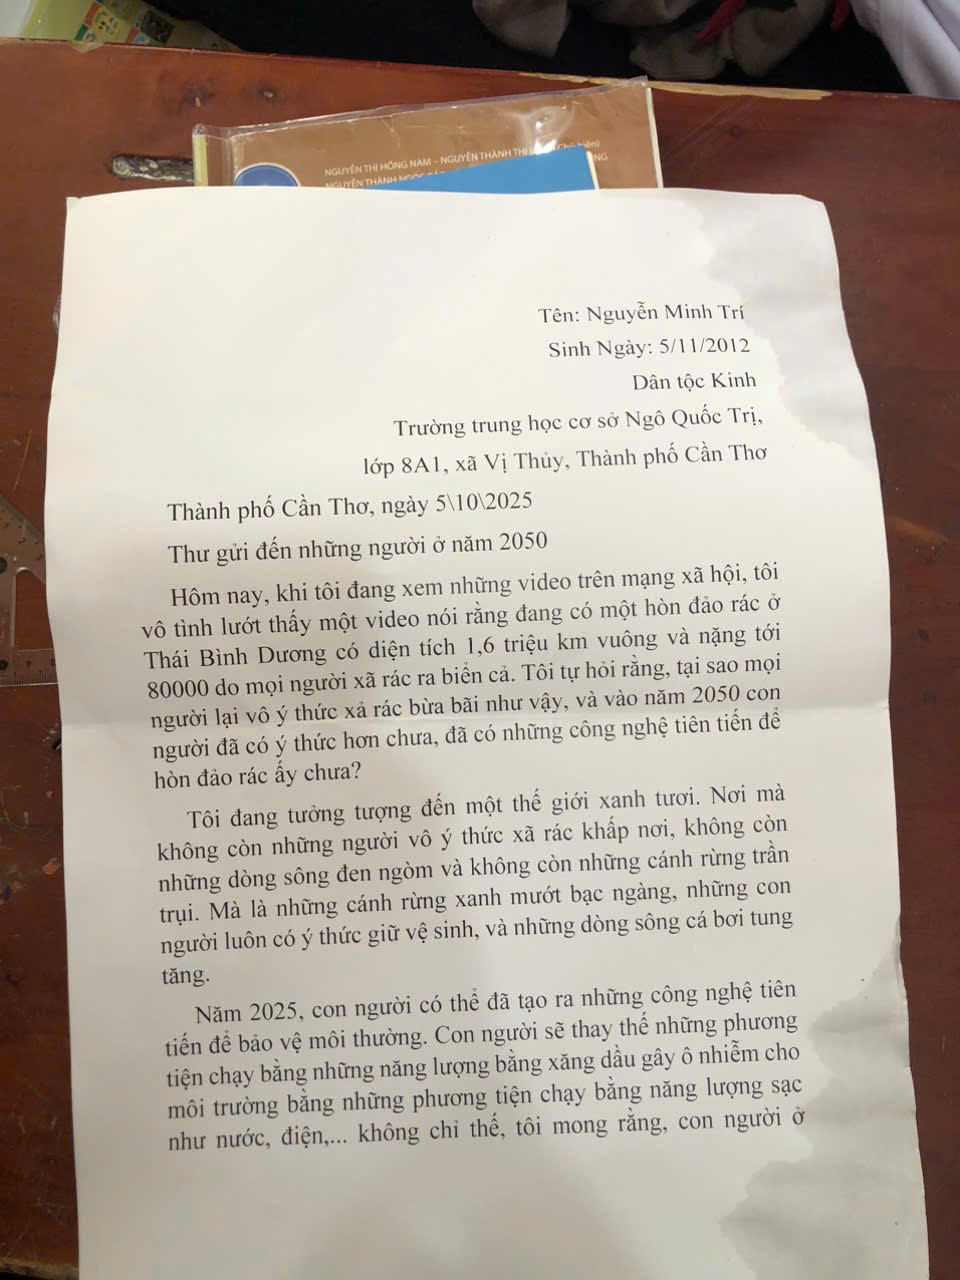 NGUYỄN THỊ HỒNG NAM – NGUYỄN THÀNH THI
NGUYỄN THÀNH NGỌC
Tên: Nguyễn Minh Trí
Sinh Ngày: 5/11/2012
Dân tộc Kinh
Trường trung học cơ sở Ngô Quốc Trị,
lớp 8A1, xã Vị Thủy, Thành phố Cần Thơ
Thành phố Cần Thơ, ngày 5\10\2025
Thư gửi đến những người ở năm 2050
Hôm nay, khi tôi đang xem những video trên mạng xã hội, tôi
vô tình lướt thấy một video nói rằng đang có một hòn đảo rác ở
Thái Bình Dương có diện tích 1,6 triệu km vuông và nặng tới
80000 do mọi người xã rác ra biển cả. Tôi tự hỏi rằng, tại sao mọi
người lại vô ý thức xả rác bừa bãi như vậy, và vào năm 2050 con
người đã có ý thức hơn chưa, đã có những công nghệ tiên tiến để
hòn đảo rác ấy chưa?
Tôi đang tưởng tượng đến một thế giới xanh tươi. Nơi mà
không còn những người vô ý thức xã rác khấp nơi, không còn
những dòng sông đen ngòm và không còn những cánh rừng trần
trụi. Mà là những cánh rừng xanh mướt bạc ngàng, những con
người luôn có ý thức giữ vệ sinh, và những dòng sông cá bơi tung
tăng.
Năm 2025, con người có thể đã tạo ra những công nghệ tiên
tiến để bảo vệ môi thường. Con người sẽ thay thế những phương
tiện chạy bằng những năng lượng bằng xăng dầu gây ô nhiễm cho
môi trường bằng những phương tiện chạy bằng năng lượng sạc
như nước, điện,... không chỉ thế, tôi mong rằng, con người ở